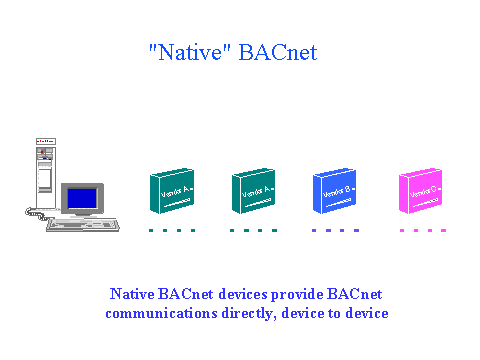 "Native" BACnet
Vendor A
Vendor A
Vendor B
Vendor C
Native BACnet devices provide BACnet
communications directly, device to device